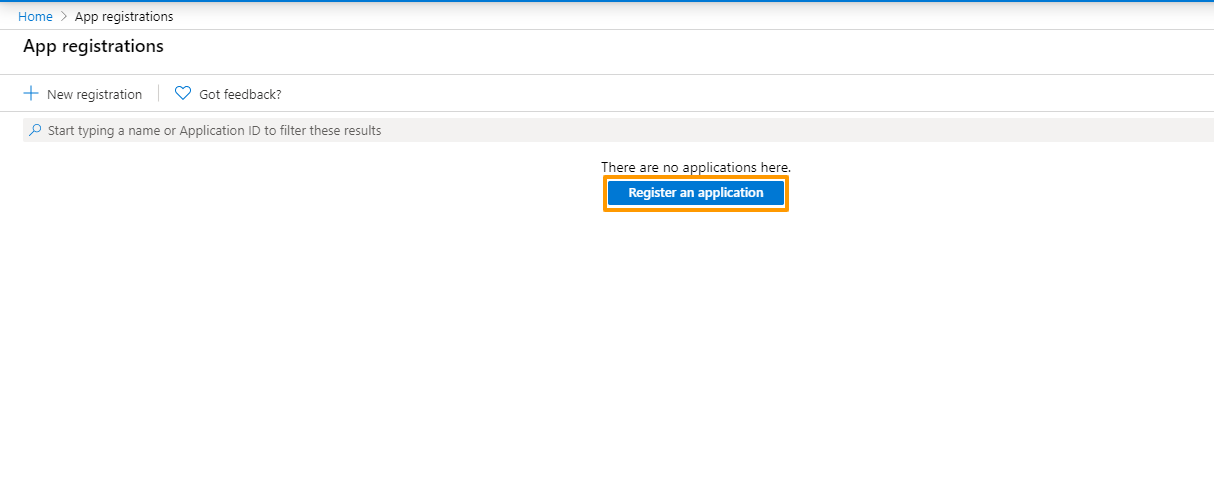 Home > App registrations
App registrations
New registration Got feedback?
Start typing a name or Application ID to filter these results
There are no applications here.
Register an application